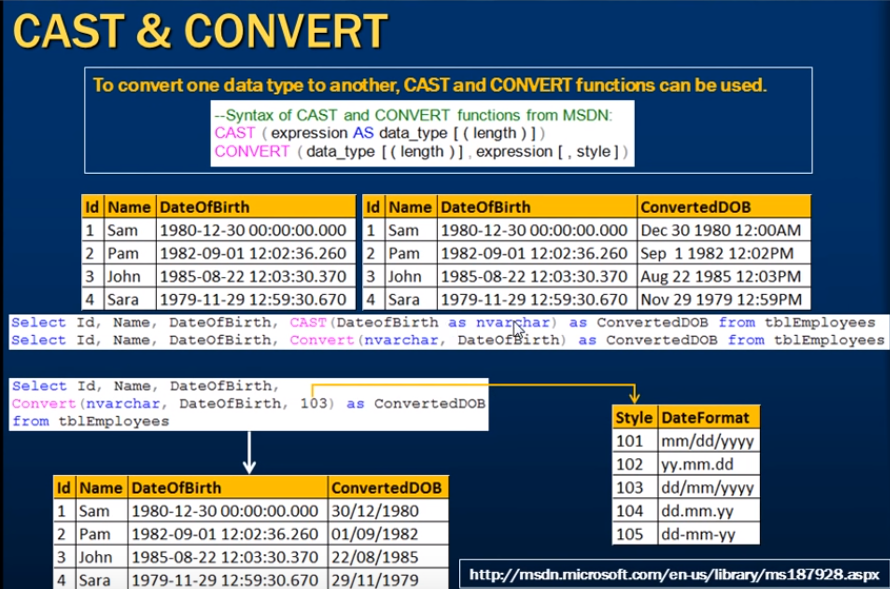 CAST & CONVERT
To convert one data type to another, CAST and CONVERT functions can be used.
--Syntax of CAST and CONVERT functions from MSDN:
CAST ( expression AS data_type [ ( length ) ] )
CONVERT ( data_type [ ( length ) ] , expression [ , style ] )
Id Name DateOfBirth
1 Sam 1980-12-30 00:00:00.000
2 Pam 1982-09-01 12:02:36.260
3 John 1985-08-22 12:03:30.370
4 Sara 1979-11-29 12:59:30.670
Id Name DateOfBirth ConvertedDOB
1 Sam 1980-12-30 00:00:00.000 Dec 30 1980 12:00AM
2 Pam 1982-09-01 12:02:36.260 Sep 1 1982 12:02PM
3 John 1985-08-22 12:03:30.370 Aug 22 1985 12:03PM
4 Sara 1979-11-29 12:59:30.670 Nov 29 1979 12:59PM
Select Id, Name, DateOfBirth, CAST(DateofBirth as nvarchar) as ConvertedDOB from tblEmployees
Select Id, Name, DateOfBirth, Convert(nvarchar, DateOfBirth) as ConvertedDOB from tblEmployees
Select Id, Name, DateOfBirth,
Convert(nvarchar, DateOfBirth, 103) as ConvertedDOB
from tblEmployees
Style DateFormat
101 mm/dd/yyyy
102 yy.mm.dd
103 dd/mm/yyyy
104 dd.mm.yy
105 dd-mm-yy
Id Name DateOfBirth ConvertedDOB
1 Sam 1980-12-30 00:00:00.000 30/12/1980
2 Pam 1982-09-01 12:02:36.260 01/09/1982
3 John 1985-08-22 12:03:30.370 22/08/1985
4 Sara 1979-11-29 12:59:30.670 29/11/1979
http://msdn.microsoft.com/en-us/library/ms187928.aspx